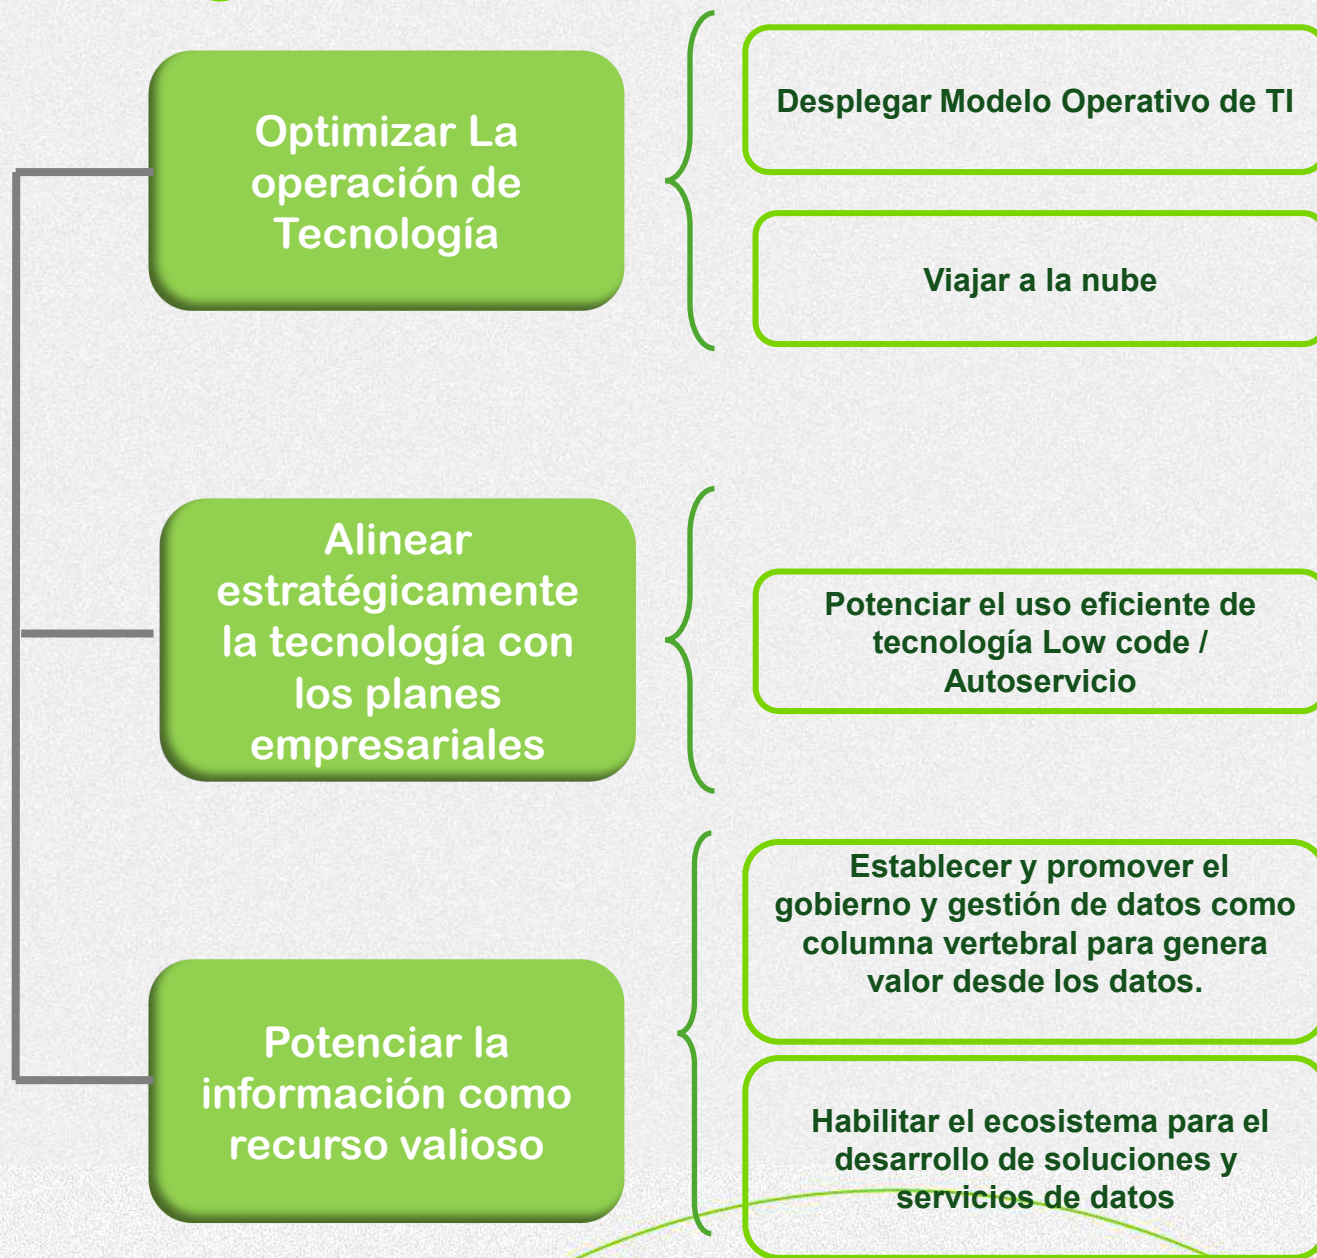 Optimizar La
operación de
Tecnología
Desplegar Modelo Operativo de TI
Viajar a la nube
Alinear
estratégicamente
la tecnología con
los planes
empresariales
Potenciar el uso eficiente de
tecnología Low code /
Autoservicio
Potenciar la
información como
recurso valioso
Establecer y promover el
gobierno y gestión de datos como
columna vertebral para genera
valor desde los datos.
Habilitar el ecosistema para el
desarrollo de soluciones y
servicios de datos